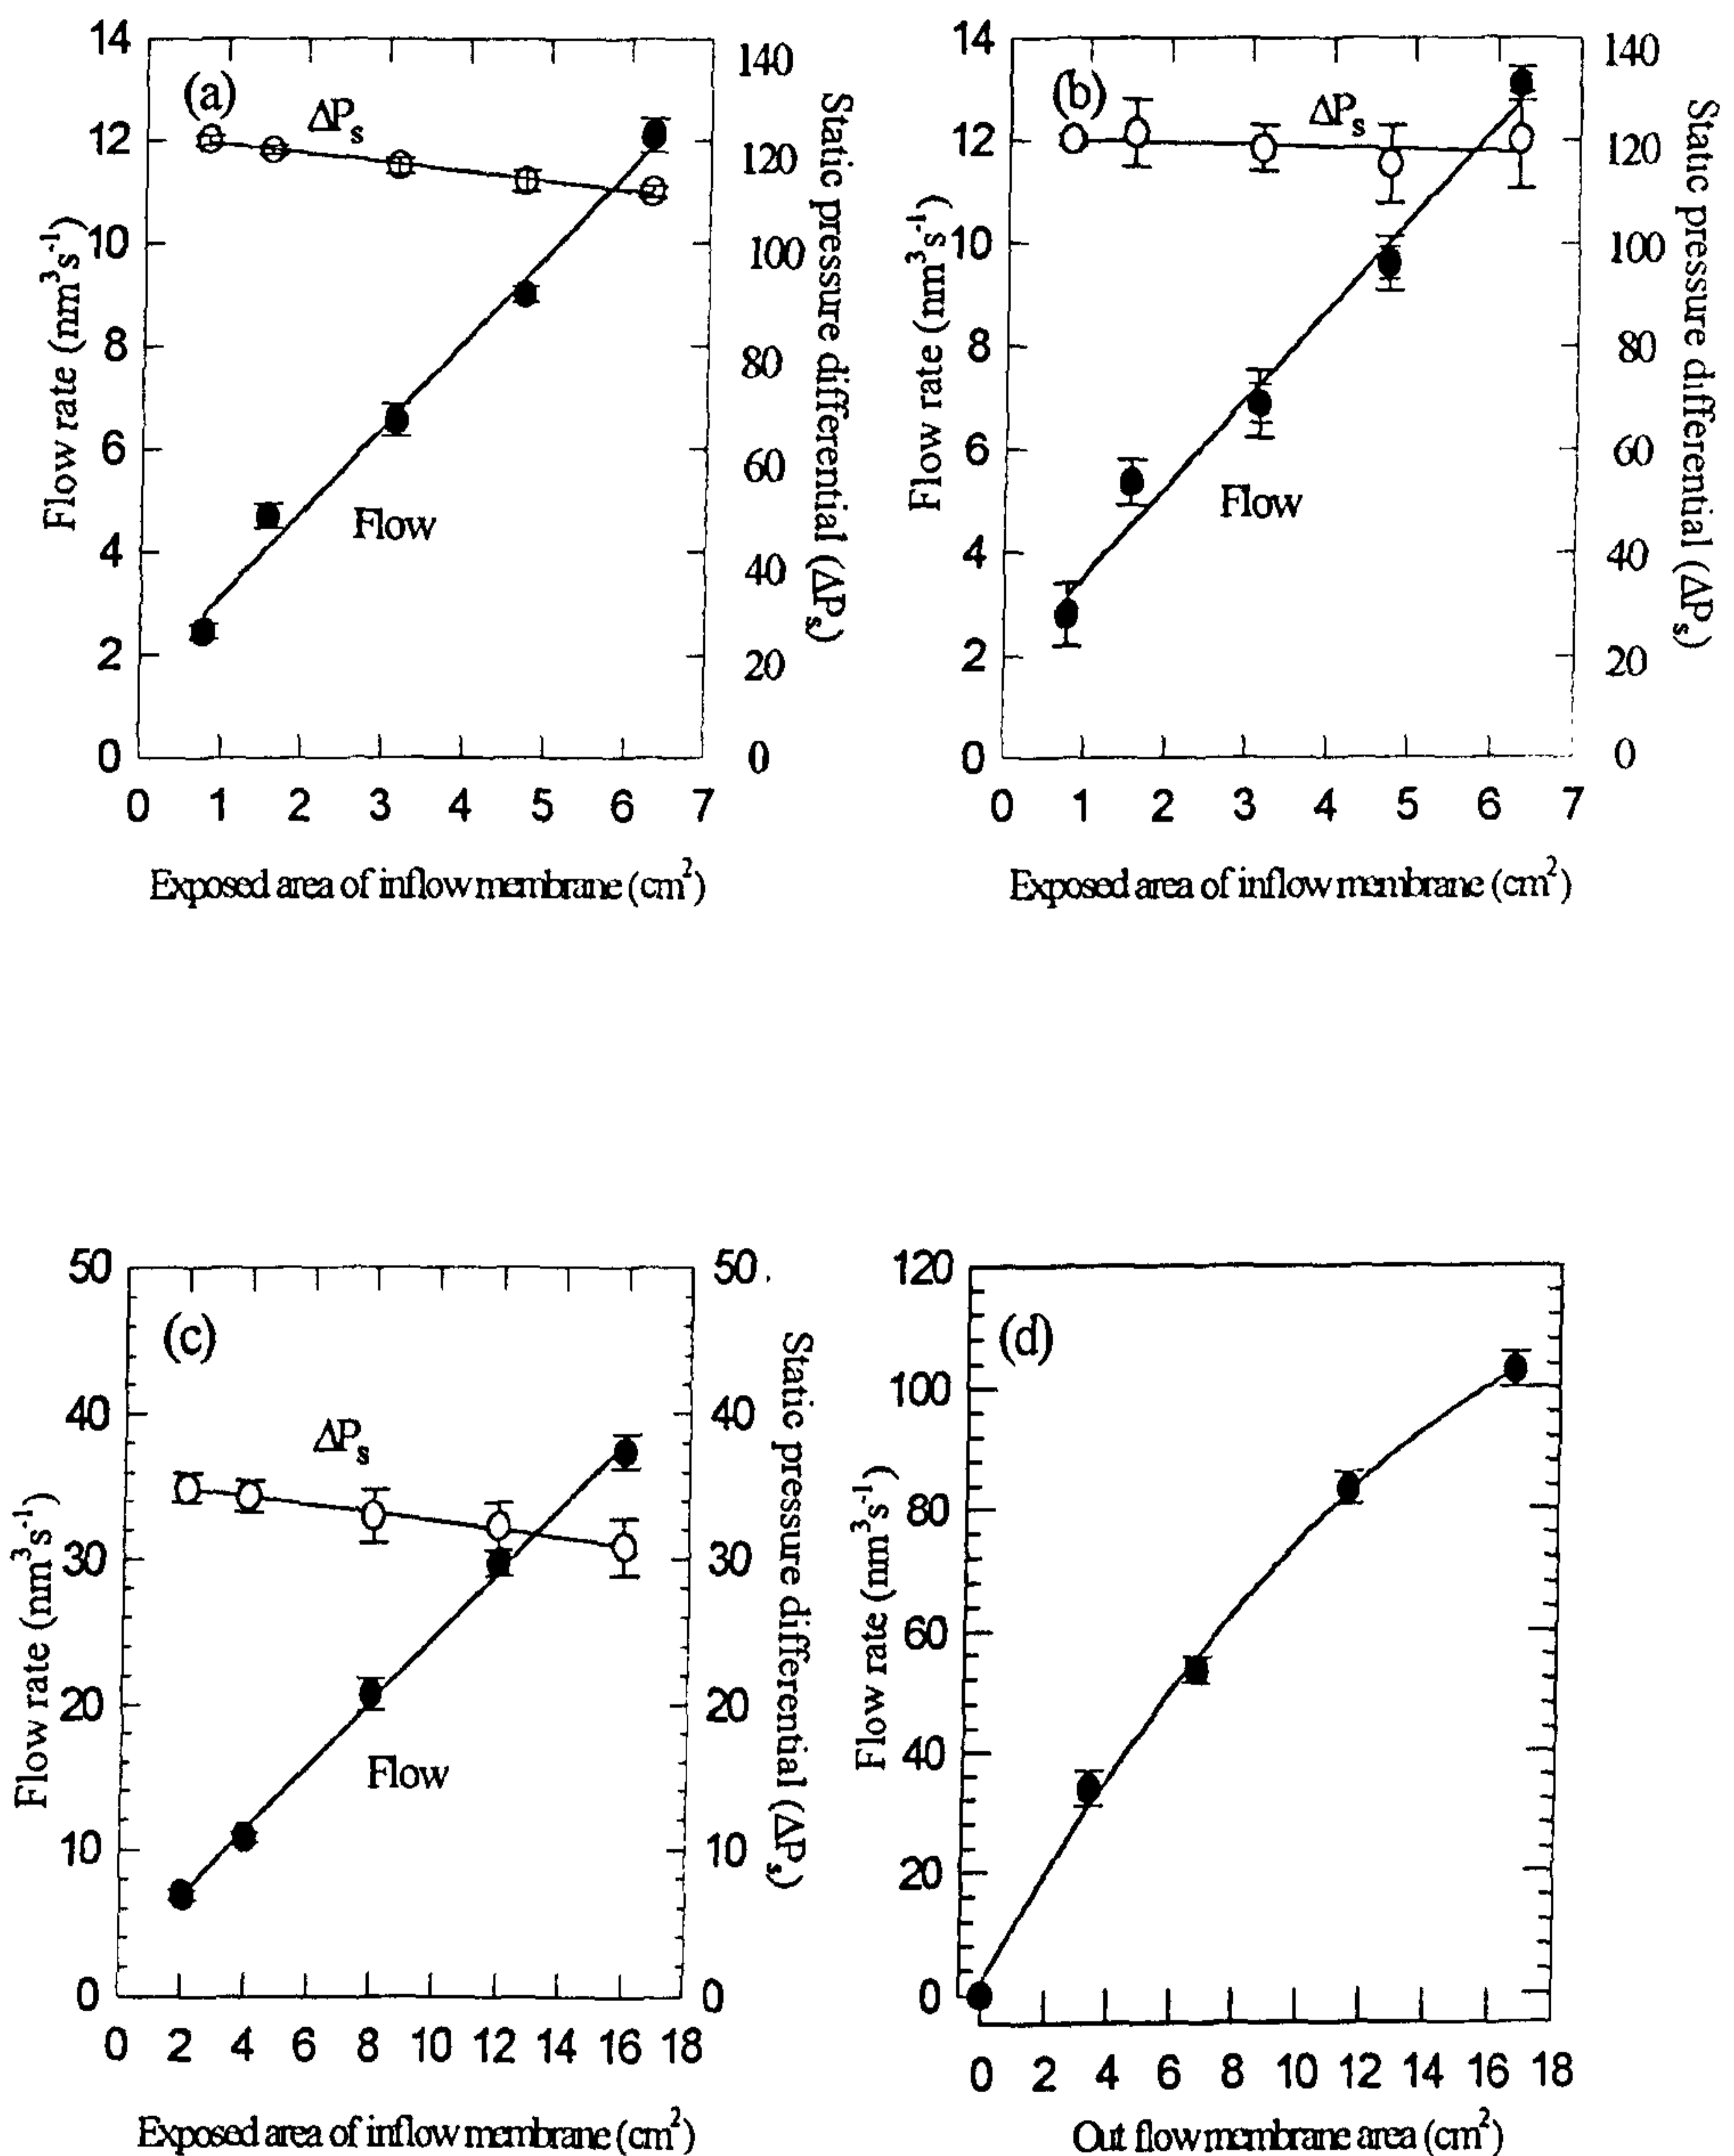 (a)
ΔPs
Flow
Flow rate (nm³s⁻¹)
14
12
10
8
6
4
2
0
Static pressure differential (ΔPs)
140
120
100
80
60
40
20
0
0 1 2 3 4 5 6 7
Exposed area of inflow membrane (cm²)
(b)
ΔPs
Flow
Flow rate (nm³s⁻¹)
14
12
10
8
6
4
2
0
Static pressure differential (ΔPs)
140
120
100
80
60
40
20
0
0 1 2 3 4 5 6 7
Exposed area of inflow membrane (cm²)
(c)
ΔPs
Flow
Flow rate (nm³s⁻¹)
50
40
30
20
10
0
Static pressure differential (ΔPs)
50
40
30
20
10
0
0 2 4 6 8 10 12 14 16 18
Exposed area of inflow membrane (cm²)
(d)
Flow rate (nm³s⁻¹)
120
100
80
60
40
20
0
0 2 4 6 8 10 12 14 16 18
Out flow membrane area (cm²)